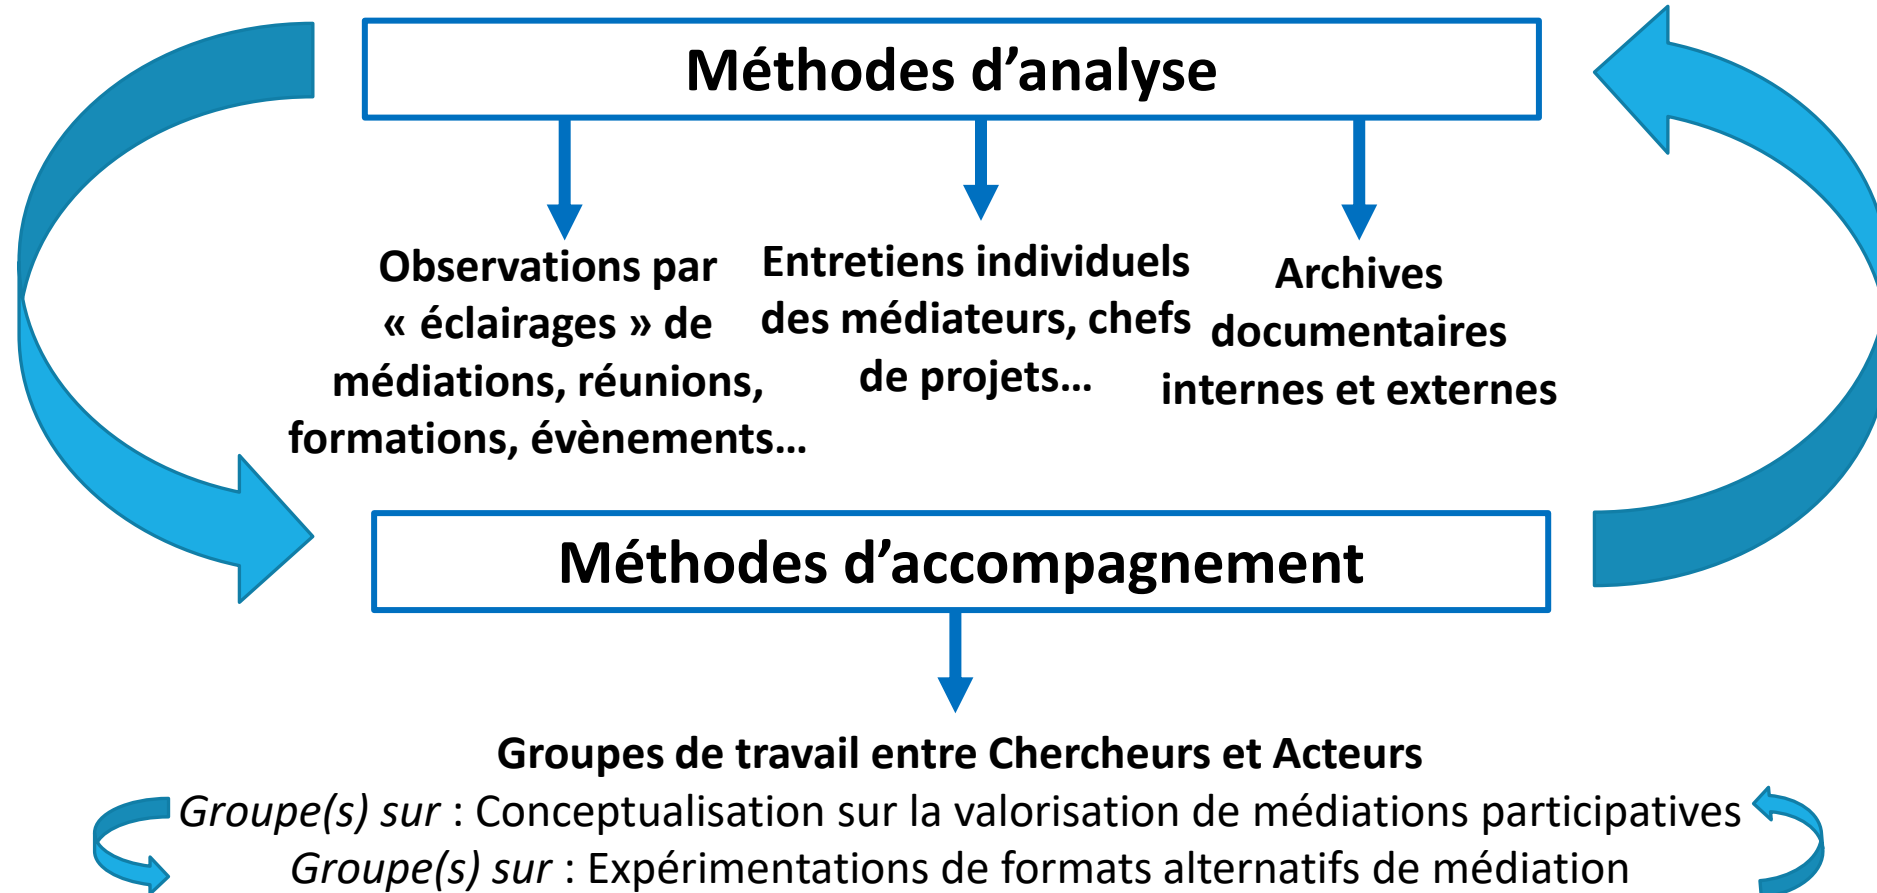 Méthodes d’analyse
Observations par
« éclairages » de
médiations, réunions,
formations, évènements…
Entretiens individuels
des médiateurs, chefs
de projets…
Archives
documentaires
internes et externes
Méthodes d’accompagnement
Groupes de travail entre Chercheurs et Acteurs
Groupe(s) sur : Conceptualisation sur la valorisation de médiations participatives
Groupe(s) sur : Expérimentations de formats alternatifs de médiation